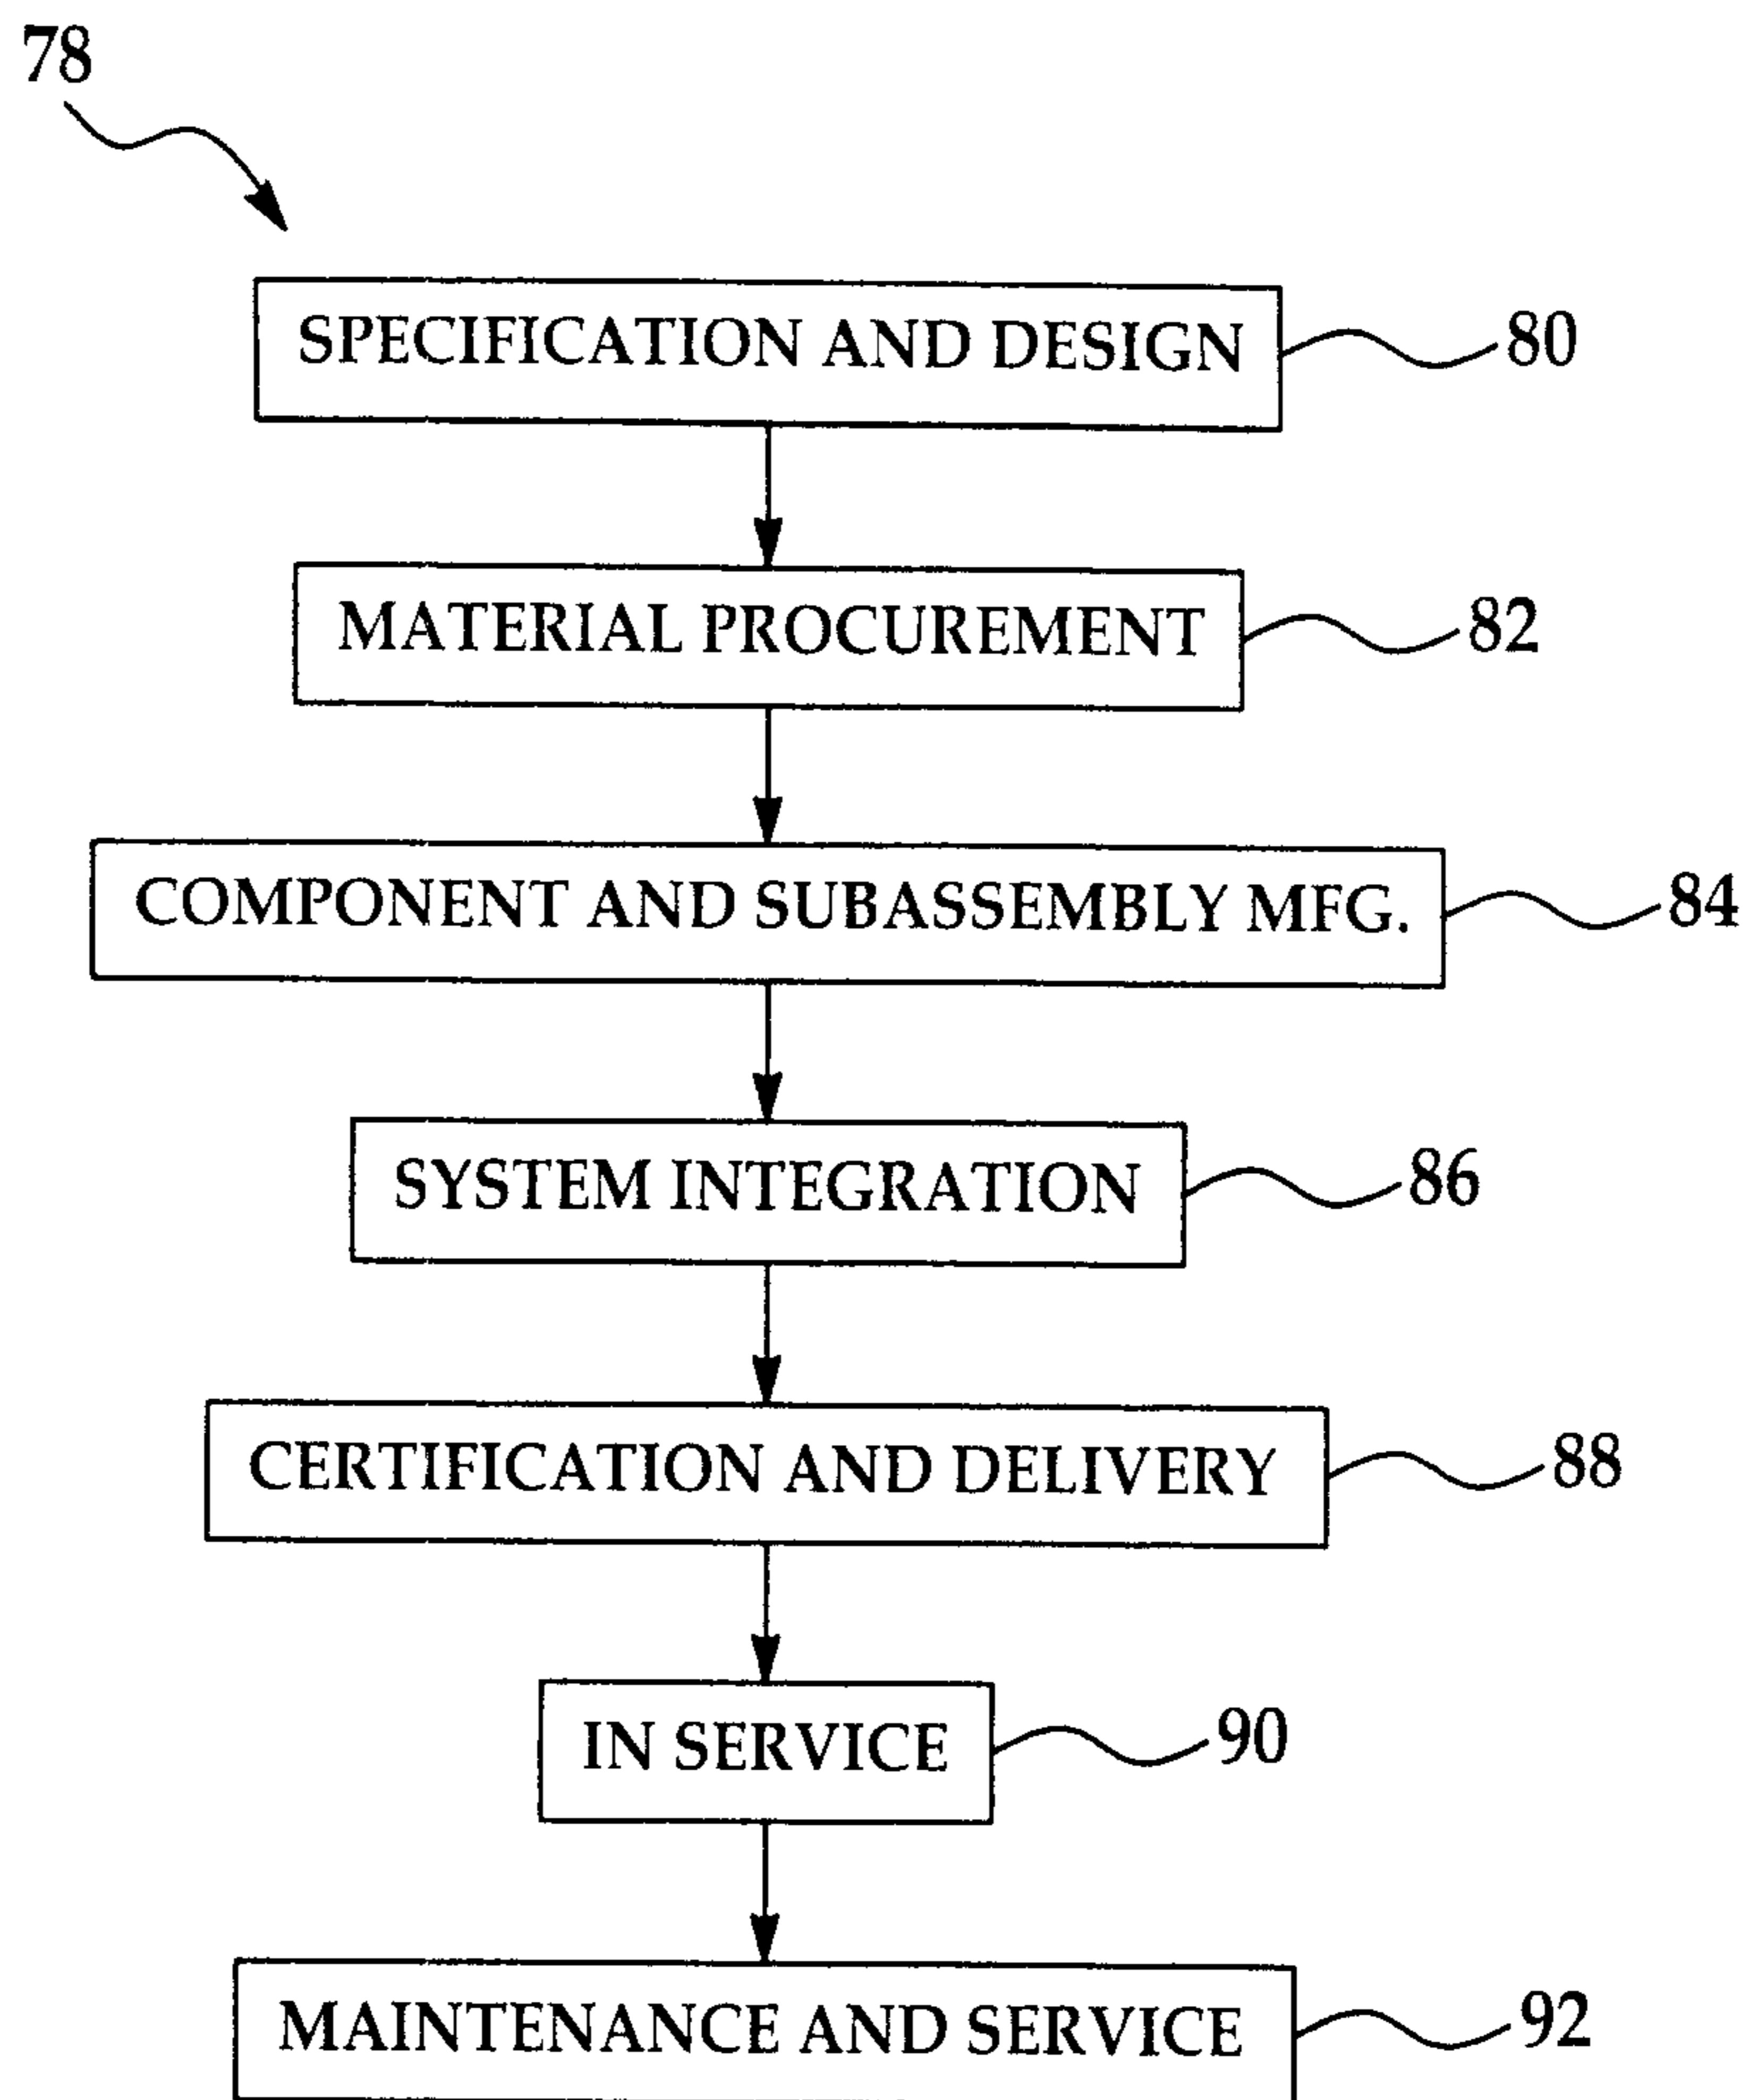 78
SPECIFICATION AND DESIGN 80
MATERIAL PROCUREMENT 82
COMPONENT AND SUBASSEMBLY MFG. 84
SYSTEM INTEGRATION 86
CERTIFICATION AND DELIVERY 88
IN SERVICE 90
MAINTENANCE AND SERVICE 92